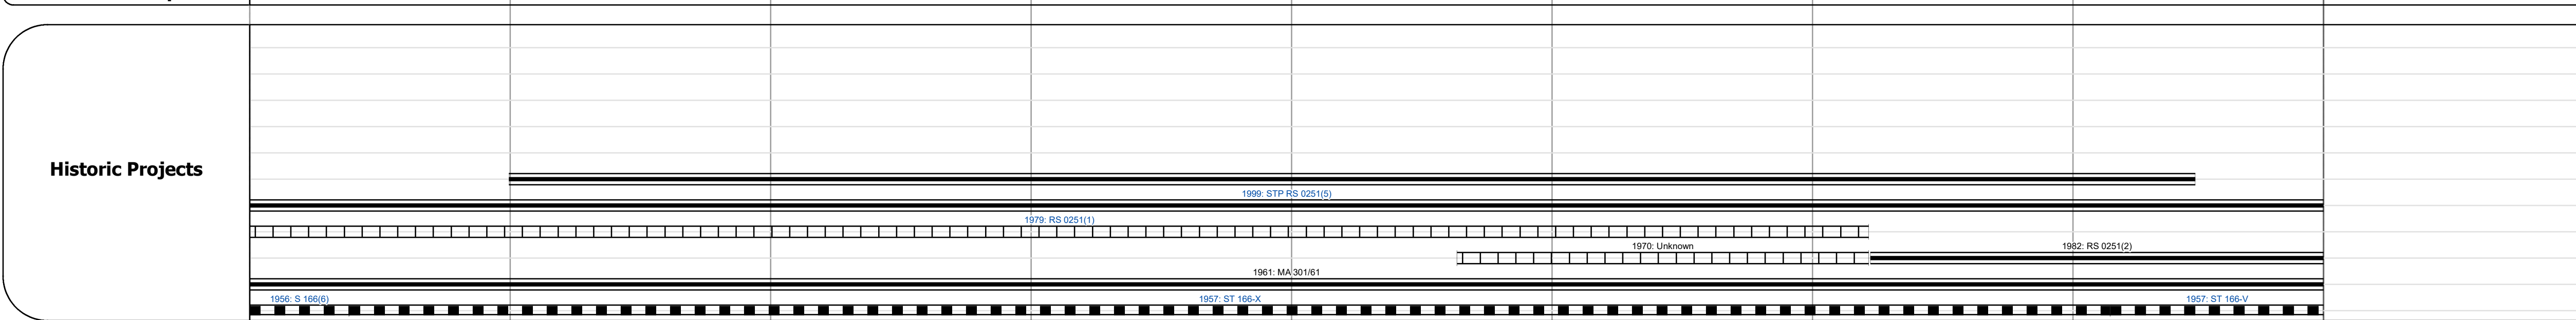 Historic Projects
1999: STP RS 0251(5)
1979: RS 0251(1)
1970: Unknown
1982: RS 0251(2)
1961: MA 301/61
1956: S 166(6)
1957: ST 166-X
1957: ST 166-V